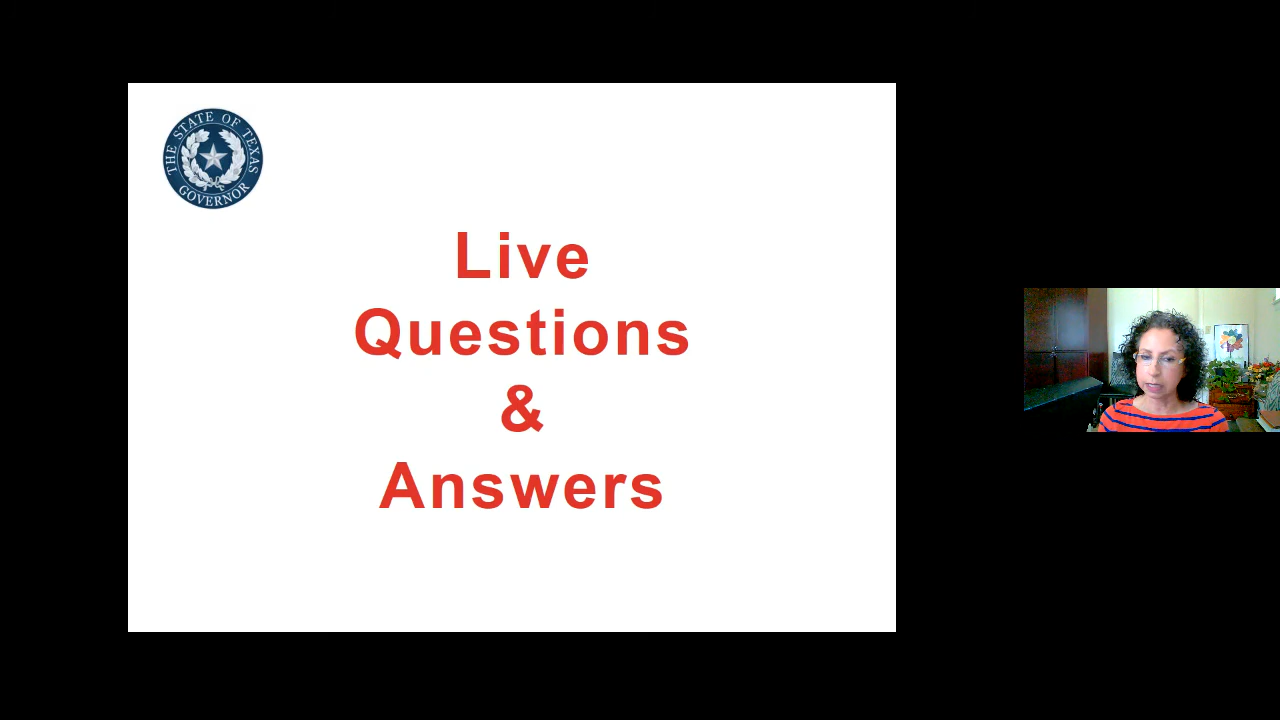 THE STATE OF TEXAS
GOVERNOR
Live
Questions
&
Answers